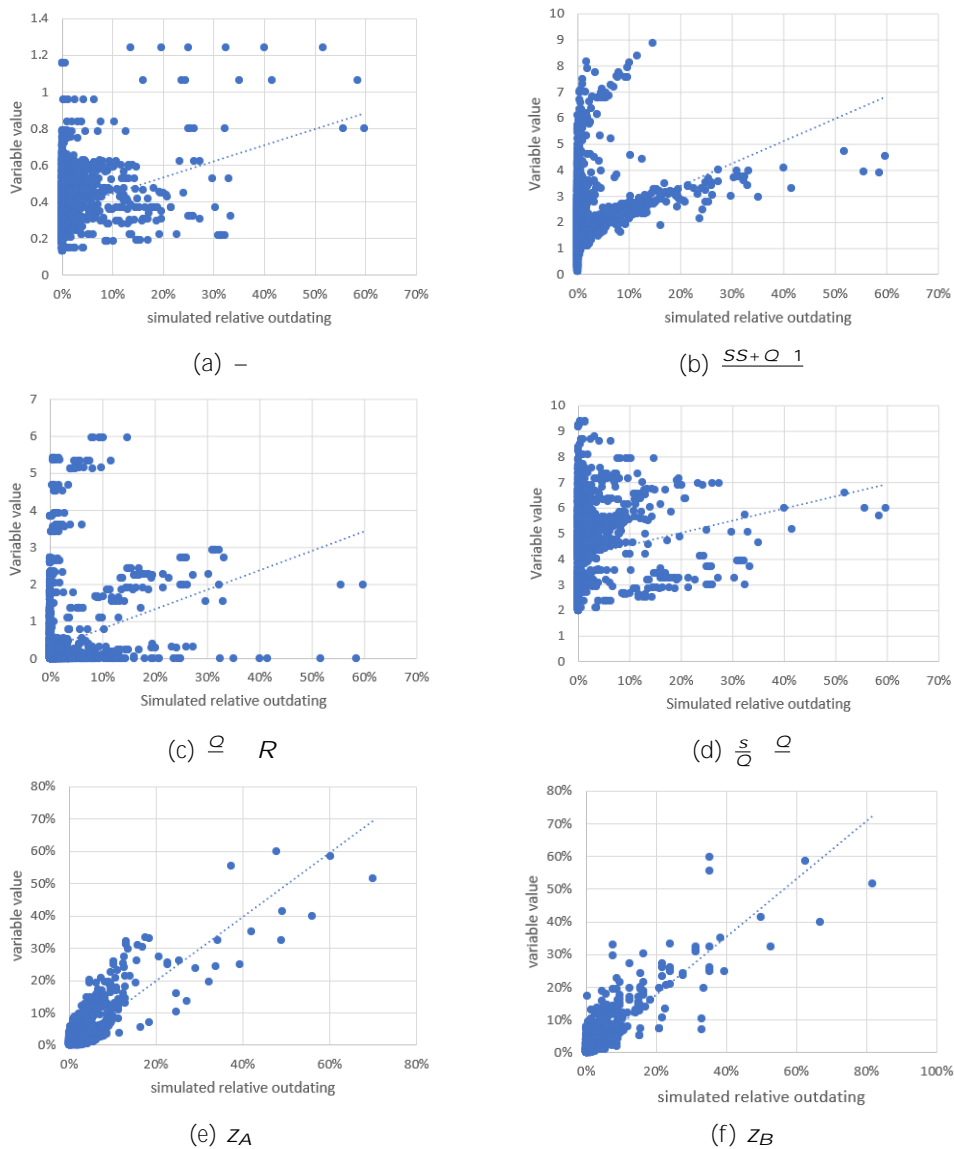 1.4
1.2
1
0.8
0.6
0.4
0.2
0
Variable value
0% 10% 20% 30% 40% 50% 60% 70%
simulated relative outdating
(a) –
10
9
8
7
6
5
4
3
2
1
0
Variable value
0% 10% 20% 30% 40% 50% 60% 70%
simulated relative outdating
(b) SS+Q 1
7
6
5
4
3
2
1
0
Variable value
0% 10% 20% 30% 40% 50% 60% 70%
Simulated relative outdating
(c) Q R
10
9
8
7
6
5
4
3
2
1
0
Variable value
0% 10% 20% 30% 40% 50% 60% 70%
Simulated relative outdating
(d) s/Q Q
80%
70%
60%
50%
40%
30%
20%
10%
0%
variable value
0% 20% 40% 60% 80%
simulated relative outdating
(e) zA
80%
70%
60%
50%
40%
30%
20%
10%
0%
variable value
0% 20% 40% 60% 80% 100%
simulated relative outdating
(f) zB